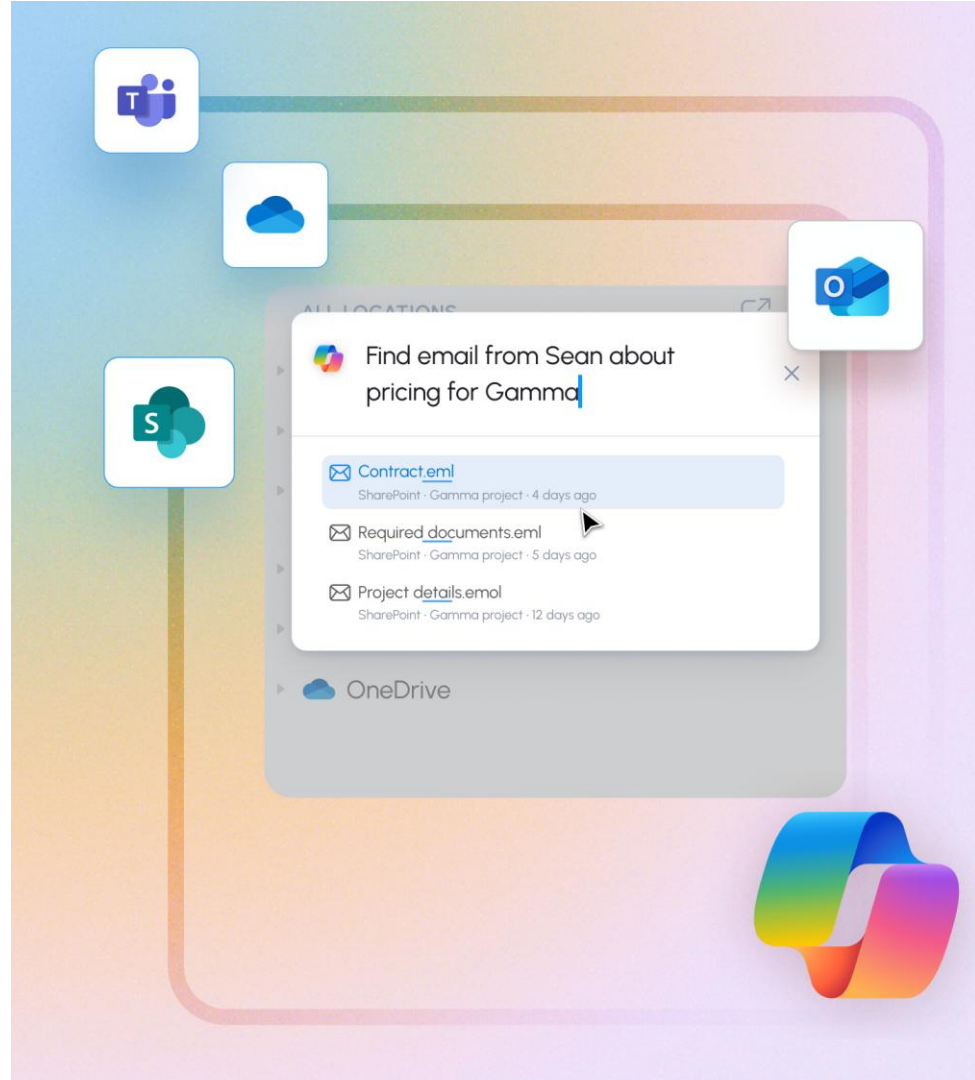 T
O
ALL LOCATIONS
Find email from Sean about
pricing for Gamma
S
Contract.eml
SharePoint · Gamma project · 4 days ago
Required documents.eml
SharePoint · Gamma project · 5 days ago
Project details.emol
SharePoint · Gamma project · 12 days ago
OneDrive